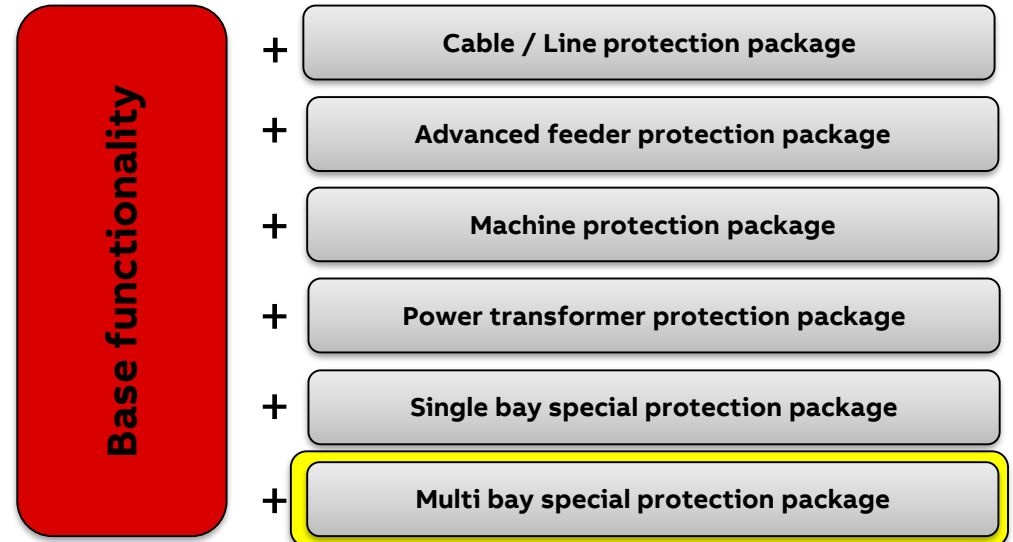 Base functionality
+ Cable / Line protection package
+ Advanced feeder protection package
+ Machine protection package
+ Power transformer protection package
+ Single bay special protection package
+ Multi bay special protection package